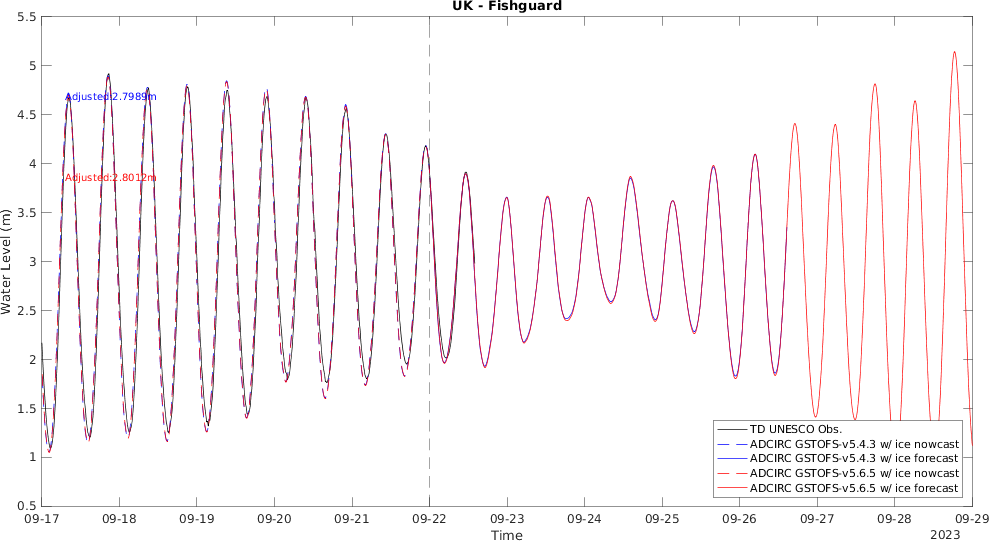 UK - Fishguard
5.5
5
4.5
4
3.5
3
2.5
2
1.5
1
0.5
Water Level (m)
Adjusted:2.7989m
Adjusted:2.8012m
TD UNESCO Obs.
ADCIRC GSTOFS-v5.4.3 w/ ice nowcast
ADCIRC GSTOFS-v5.4.3 w/ ice forecast
ADCIRC GSTOFS-v5.6.5 w/ ice nowcast
ADCIRC GSTOFS-v5.6.5 w/ ice forecast
09-17 09-18 09-19 09-20 09-21 09-22 09-23 09-24 09-25 09-26 09-27 09-28 09-29
Time
2023